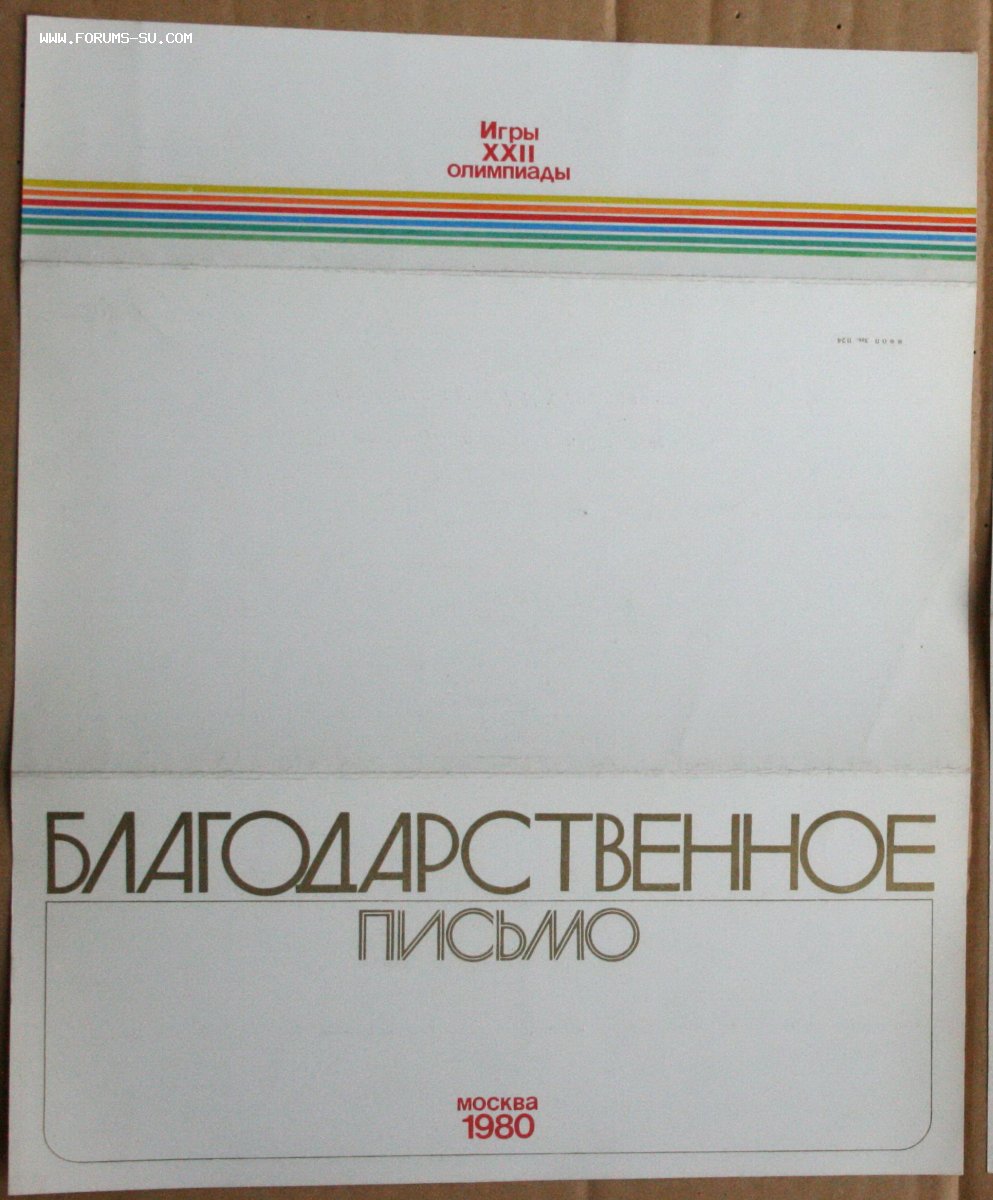 WWW.FORUMS-SU.COM
Игры
XXII
олимпиады
БЛАГОДАРСТВЕННОЕ
ПИСЬМО
москва
1980